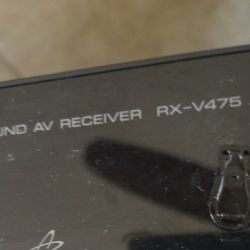 UND AV RECEIVER RX-V475